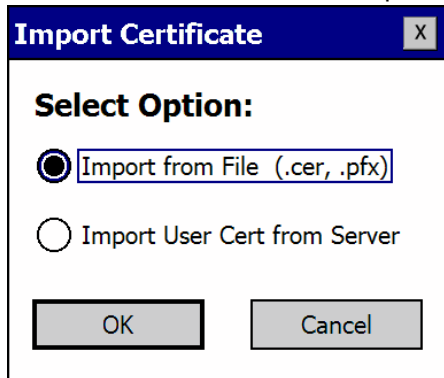 Import Certificate X
Select Option:
Import from File (.cer, .pfx)
Import User Cert from Server
OK Cancel